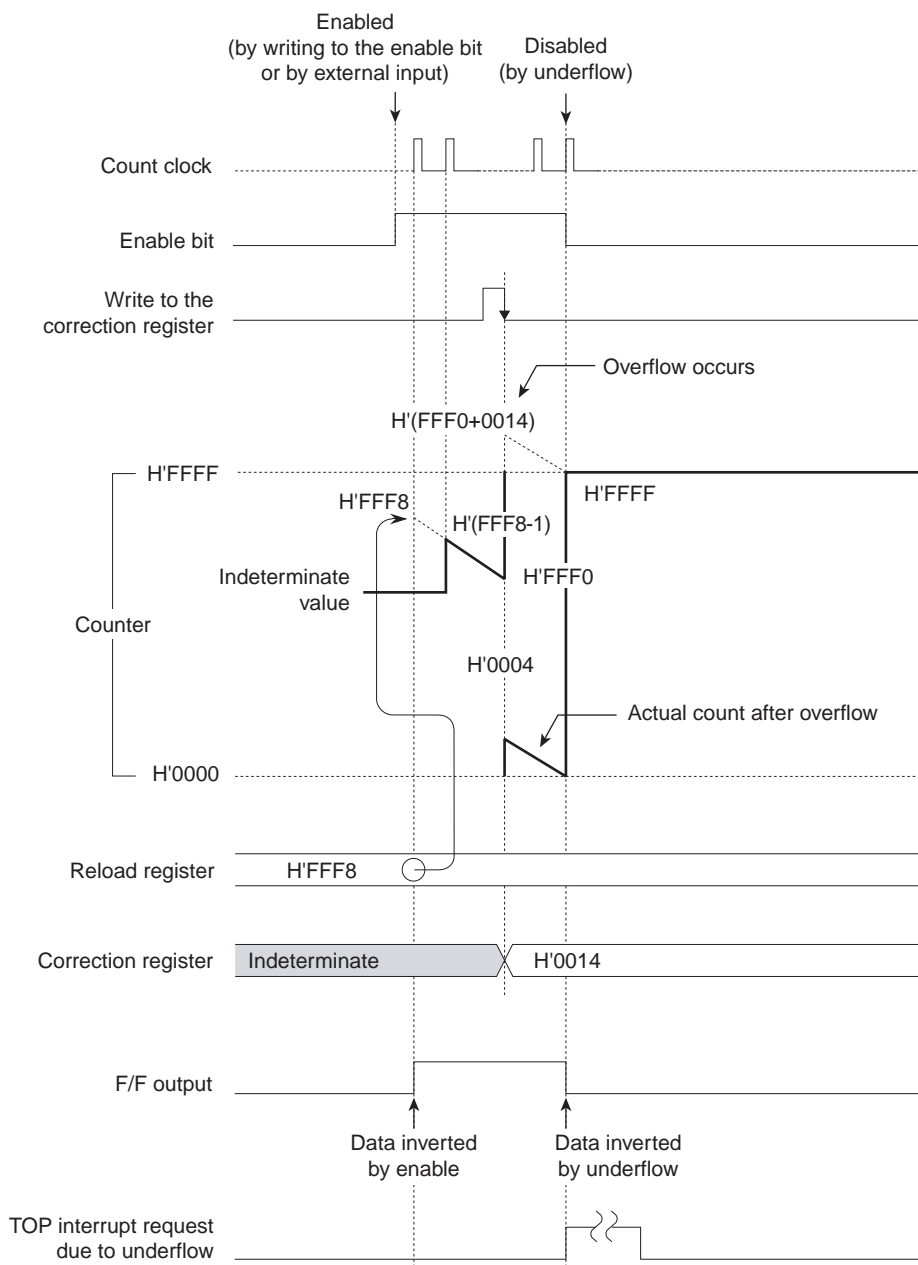 Enabled
(by writing to the enable bit
or by external input)
Disabled
(by underflow)
Count clock
Enable bit
Write to the
correction register
Overflow occurs
H'(FFF0+0014)
H'FFFF
H'FFFF
H'FFF8
H'(FFF8-1)
Indeterminate
value
H'FFF0
Counter
H'0004
Actual count after overflow
H'0000
Reload register
H'FFF8
Correction register
Indeterminate
H'0014
F/F output
Data inverted
by enable
Data inverted
by underflow
TOP interrupt request
due to underflow